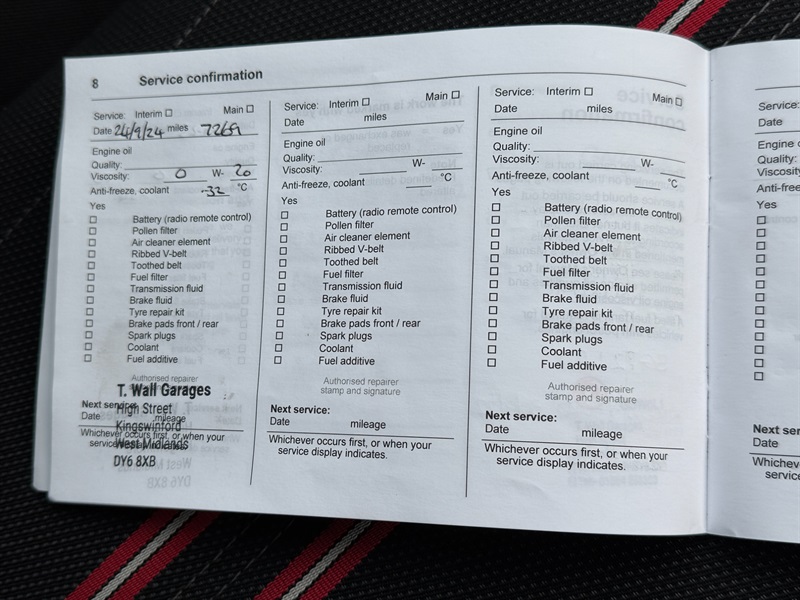 8 Service confirmation
Service: Interim ☐ Main ☐
Date 24/9/24 miles 7269
Engine oil
Quality:
Viscosity: 0 W- 20
Anti-freeze, coolant -32 °C
Yes
☐ Battery (radio remote control)
☐ Pollen filter
☐ Air cleaner element
☐ Ribbed V-belt
☐ Toothed belt
☐ Fuel filter
☐ Transmission fluid
☐ Brake fluid
☐ Tyre repair kit
☐ Brake pads front / rear
☐ Spark plugs
☐ Coolant
☐ Fuel additive
Authorised repairer
T. Wall Garages
Next service:
High Street
Date mileage
Kingswinford
Whichever occurs first, or when your
service display indicates.
West Midlands
DY6 8XB
Service: Interim ☐ Main ☐
Date miles
Engine oil
Quality:
Viscosity: W-
Anti-freeze, coolant °C
Yes
☐ Battery (radio remote control)
☐ Pollen filter
☐ Air cleaner element
☐ Ribbed V-belt
☐ Toothed belt
☐ Fuel filter
☐ Transmission fluid
☐ Brake fluid
☐ Tyre repair kit
☐ Brake pads front / rear
☐ Spark plugs
☐ Coolant
☐ Fuel additive
Authorised repairer
stamp and signature
Next service:
Date mileage
Whichever occurs first, or when your
service display indicates.
Service: Interim ☐ Main ☐
Date miles
Engine oil
Quality:
Viscosity: W-
Anti-freeze, coolant °C
Yes
☐ Battery (radio remote control)
☐ Pollen filter
☐ Air cleaner element
☐ Ribbed V-belt
☐ Toothed belt
☐ Fuel filter
☐ Transmission fluid
☐ Brake fluid
☐ Tyre repair kit
☐ Brake pads front / rear
☐ Spark plugs
☐ Coolant
☐ Fuel additive
Authorised repairer
stamp and signature
Next service:
Date mileage
Whichever occurs first, or when your
service display indicates.
Service:
Date
Engine oil
Quality:
Viscosity
Anti-free
Yes
Next ser
Date
Whichev
service